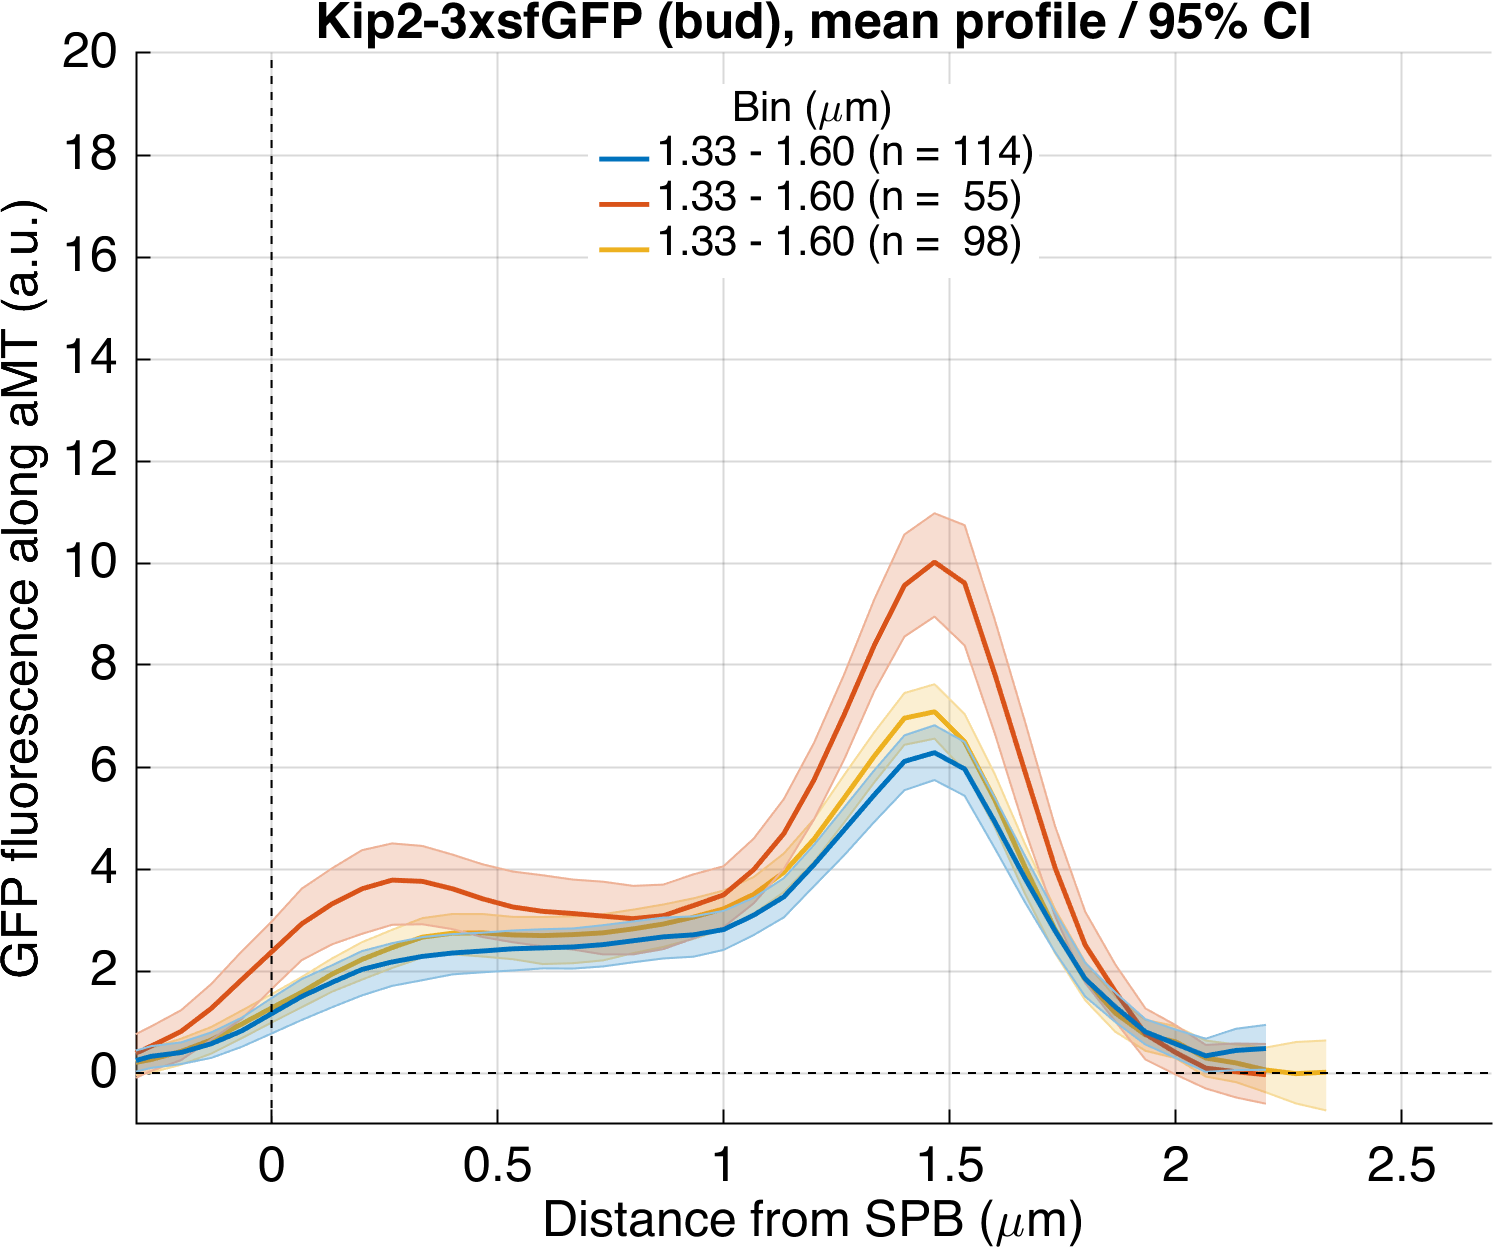 Kip2-3xsfGFP (bud), mean profile / 95% CI
GFP fluorescence along aMT (a.u.)
20
18
16
14
12
10
8
6
4
2
0
Bin (μm)
1.33 - 1.60 (n = 114)
1.33 - 1.60 (n = 55)
1.33 - 1.60 (n = 98)
0 0.5 1 1.5 2 2.5
Distance from SPB (μm)